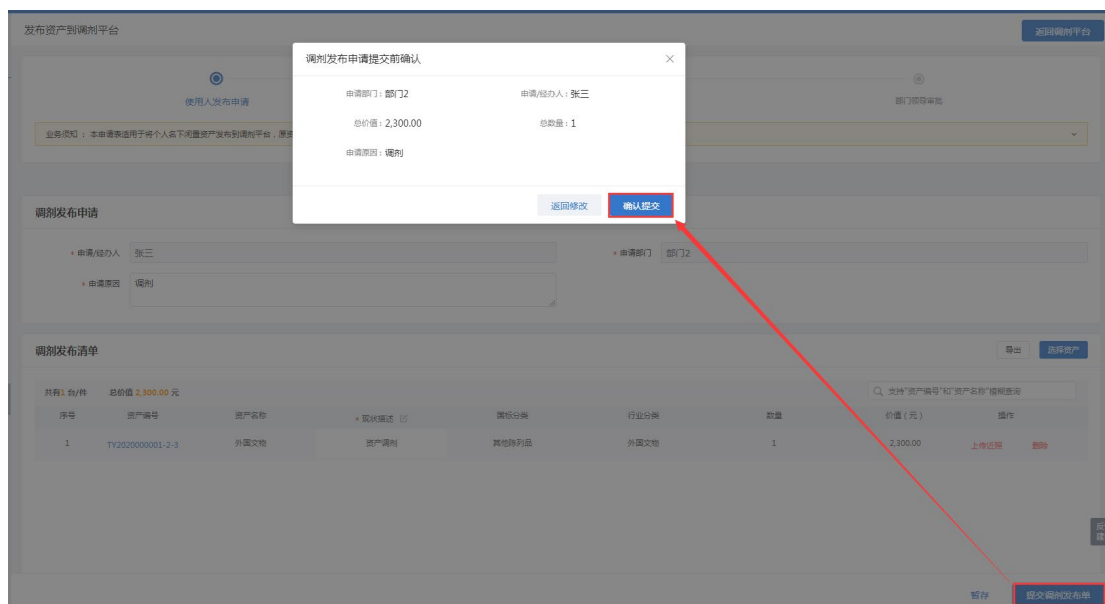 发布资产到调剂平台
返回调剂平台
调剂发布申请提交前确认
申请部门：部门2
申请/经办人：张三
总价值：2,300.00
总数量：1
申请原因：调剂
返回修改
确认提交
使用人发布申请
部门领导审批
业务须知 ：本申请表适用于将个人名下闲置资产发布到调剂平台，原资
调剂发布申请
* 申请/经办人 张三
* 申请部门 部门2
* 申请原因 调剂
调剂发布清单
导出
选择资产
共有1 台/件 总价值 2,300.00 元
支持"资产编号"和"资产名称"模糊查询
序号 资产编号 资产名称 * 现状描述 国标分类 行业分类 数量 价值（元） 操作
1 TY2020000001-2-3 外国文物 资产调剂 其他陈列品 外国文物 1 2,300.00 上传近照 删除
暂存
提交调剂发布单